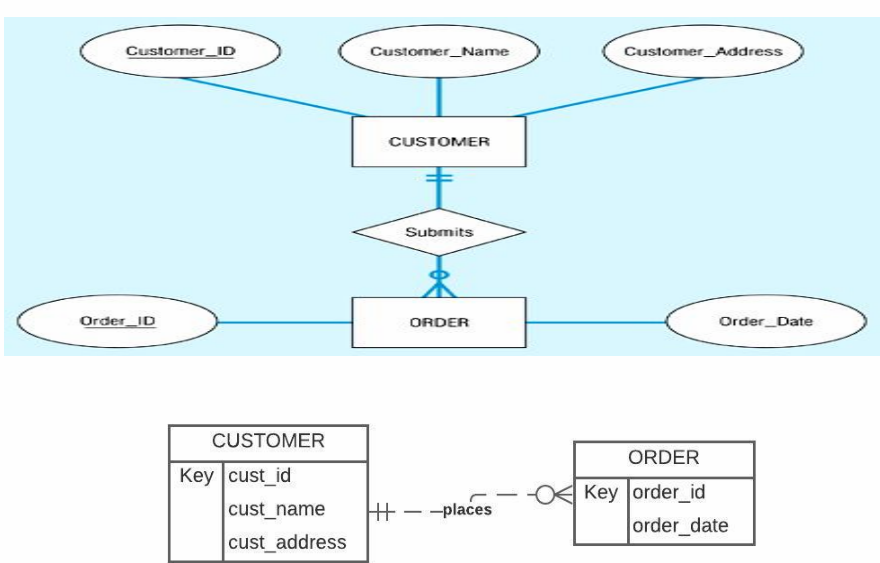 Customer_ID Customer_Name Customer_Address
CUSTOMER
Submits
Order_ID ORDER Order_Date
CUSTOMER
Key cust_id
cust_name
cust_address
places
ORDER
Key order_id
order_date